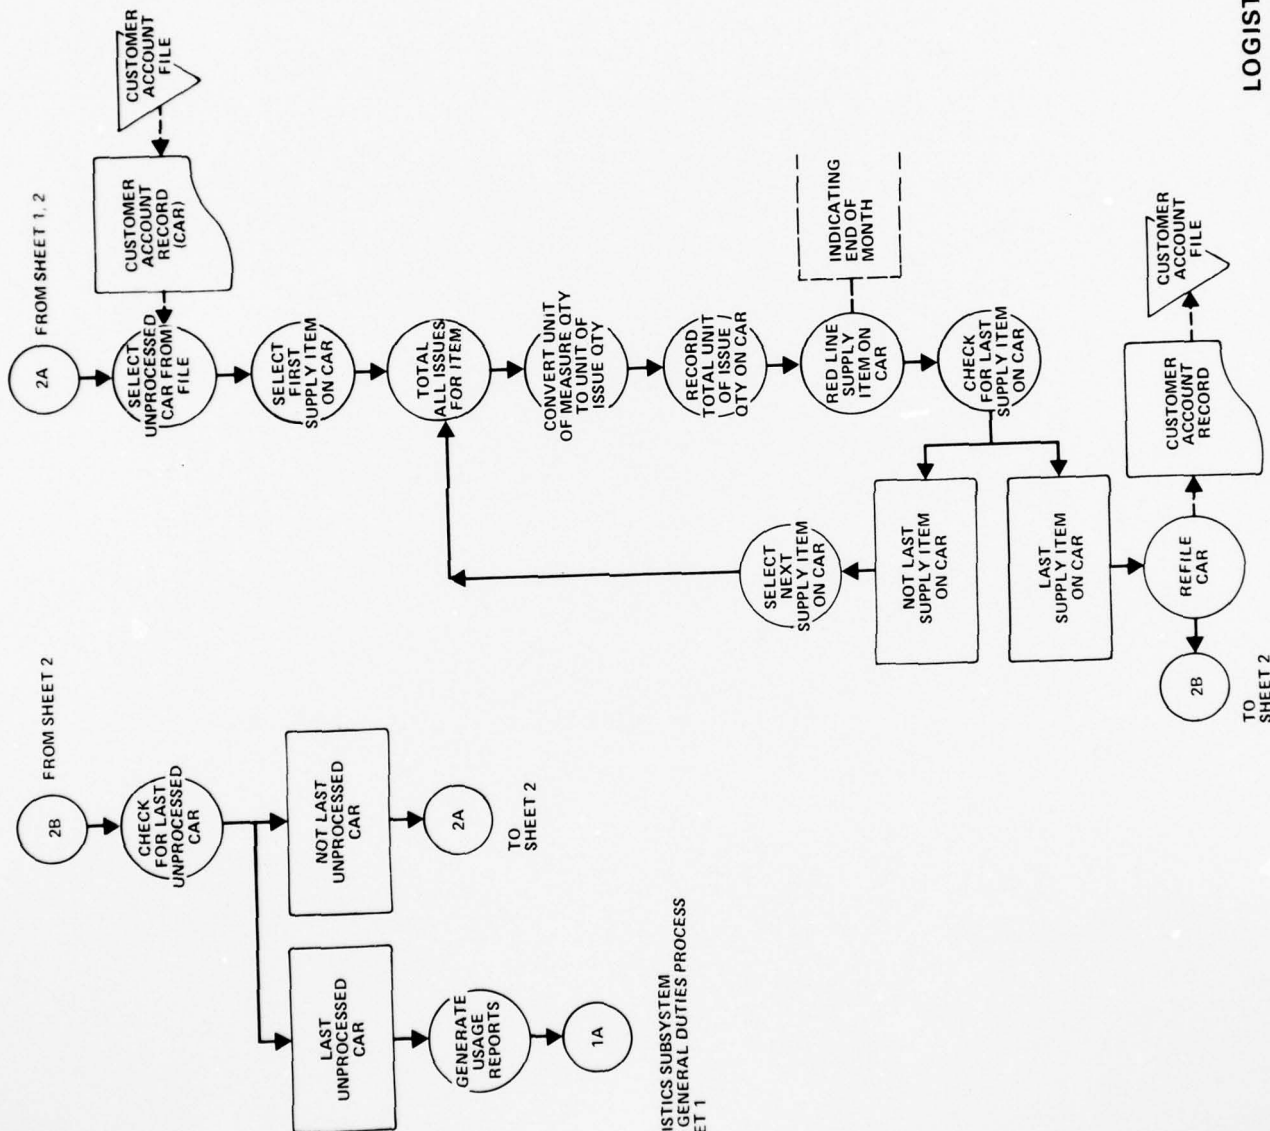 2A
FROM SHEET 1, 2
SELECT
UNPROCESSED
CAR FROM
FILE
CUSTOMER
ACCOUNT
RECORD
(CAR)
CUSTOMER
ACCOUNT
FILE
SELECT
FIRST
SUPPLY ITEM
ON CAR
TOTAL
ALL ISSUES
FOR ITEM
CONVERT UNIT
OF MEASURE QTY
TO UNIT OF
ISSUE QTY
RECORD
TOTAL UNIT
OF ISSUE /
QTY ON CAR
RED LINE
SUPPLY
ITEM ON
CAR
INDICATING
END OF
MONTH
CHECK
FOR LAST
SUPPLY ITEM
ON CAR
NOT LAST
SUPPLY ITEM
ON CAR
SELECT
NEXT
SUPPLY ITEM
ON CAR
LAST
SUPPLY ITEM
ON CAR
REFILE
CAR
CUSTOMER
ACCOUNT
RECORD
CUSTOMER
ACCOUNT
FILE
2B
TO
SHEET 2
2B
FROM SHEET 2
CHECK
FOR LAST
UNPROCESSED
CAR
NOT LAST
UNPROCESSED
CAR
2A
TO
SHEET 2
LAST
UNPROCESSED
CAR
GENERATE
USAGE
REPORTS
1A
ISTICS SUBSYSTEM
GENERAL DUTIES PROCESS
ET 1
LOGIST